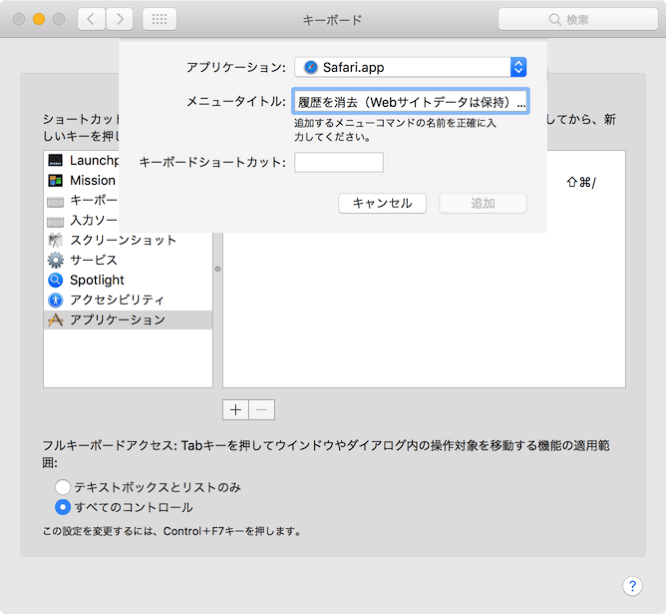 キーボード
検索
アプリケーション:
Safari.app
メニュータイトル:
履歴を消去（Webサイトデータは保持）...
追加するメニューコマンドの名前を正確に入
力してください。
キーボードショートカット:
キャンセル
追加
ショートカット
してから、新
しいキーを押し
Launchp
⇧⌘/
Mission
キーボー
入力ソー
スクリーンショット
サービス
Spotlight
アクセシビリティ
アプリケーション
フルキーボードアクセス: Tabキーを押してウインドウやダイアログ内の操作対象を移動する機能の適用範
囲:
テキストボックスとリストのみ
すべてのコントロール
この設定を変更するには、Control＋F7キーを押します。
?